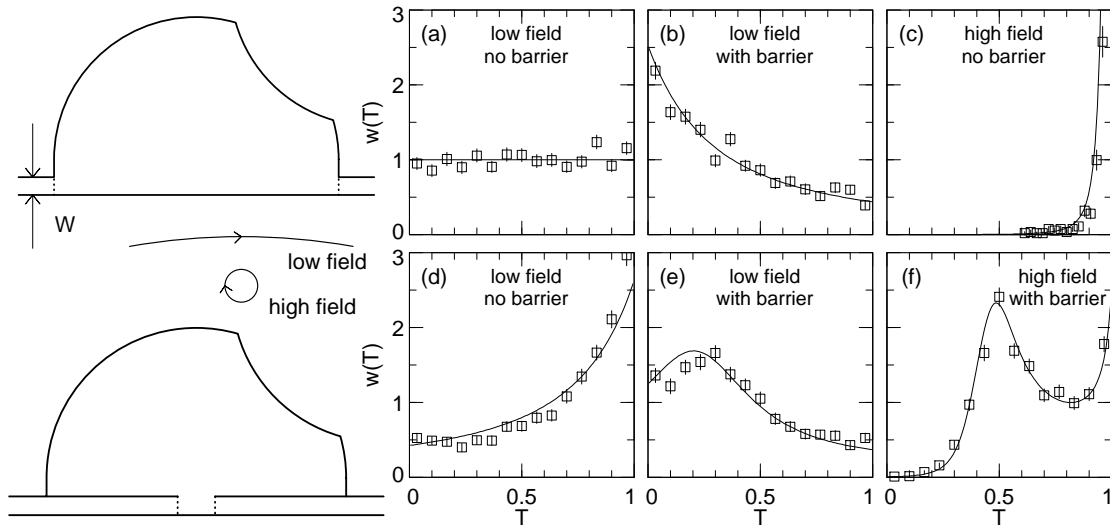 W
low field
high field
w(T)
3
2
1
0
(a)
low field
no barrier
(b)
low field
with barrier
(c)
high field
no barrier
w(T)
3
2
1
0
(d)
low field
no barrier
(e)
low field
with barrier
(f)
high field
with barrier
0 0.5 1
0 0.5 1
0 0.5 1
T
T
T